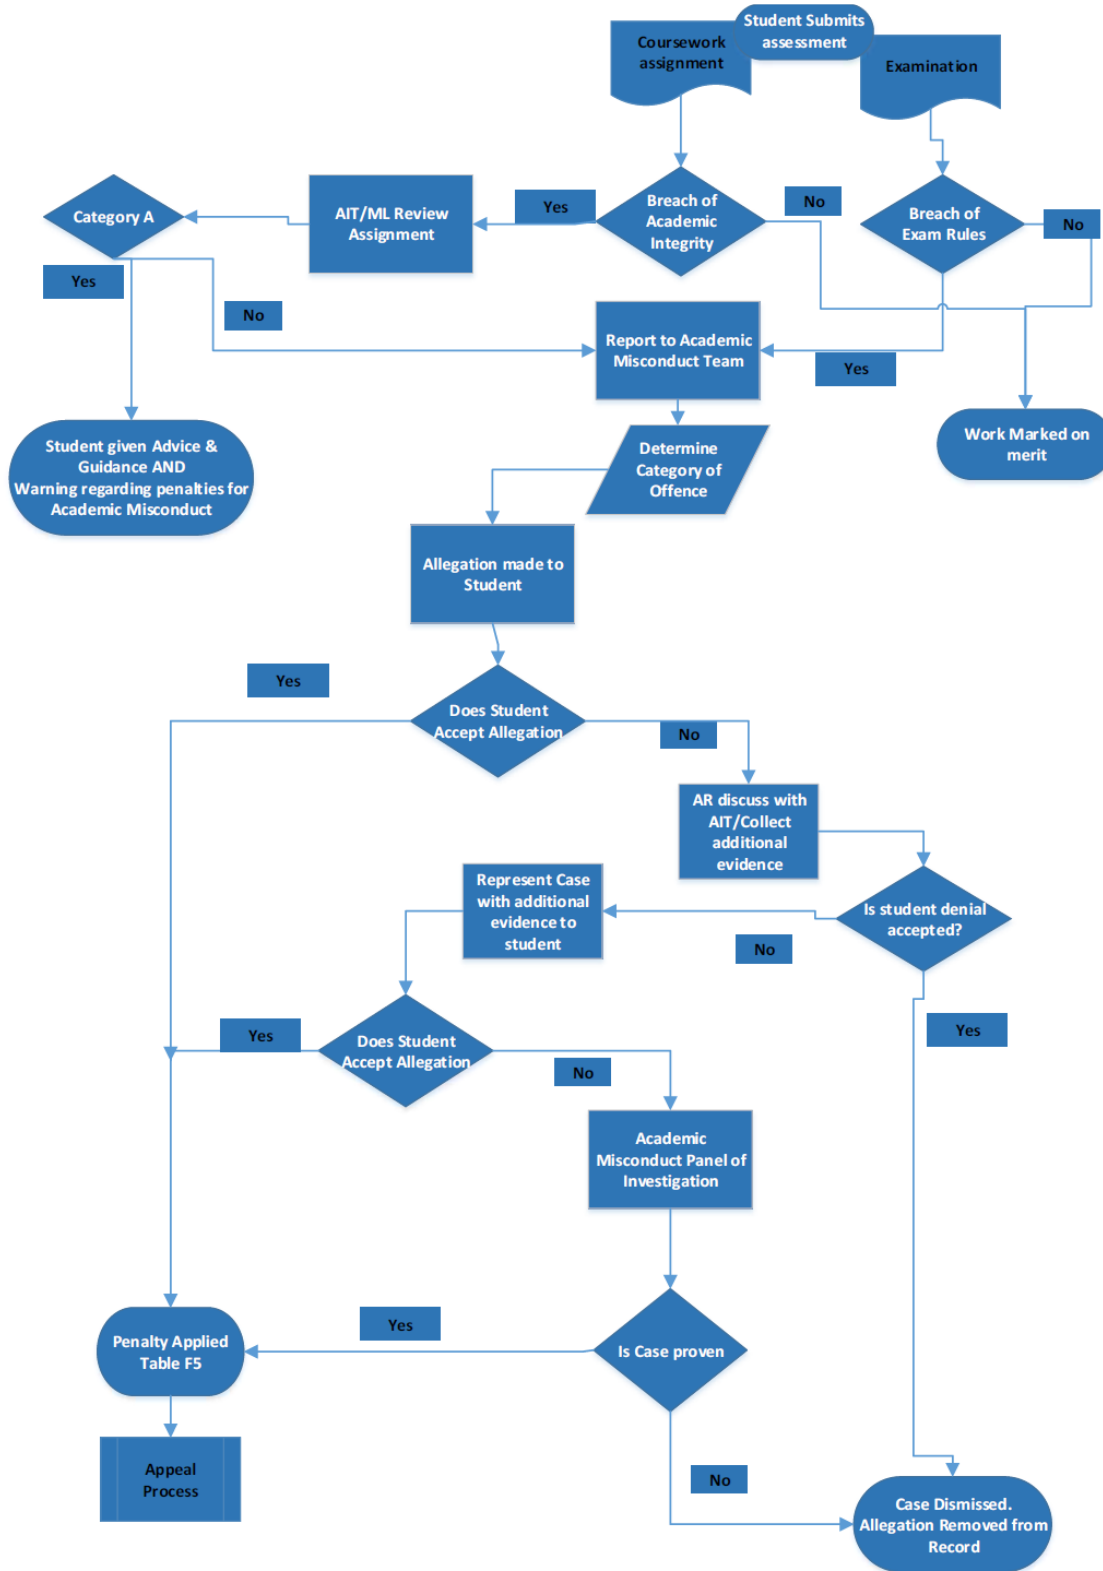 Student Submits
assessment
Coursework
assignment
Examination
Category A
AIT/ML Review
Assignment
Yes
Breach of
Academic
Integrity
No
Breach of
Exam Rules
No
Yes
No
Report to Academic
Misconduct Team
Yes
Student given Advice &
Guidance AND
Warning regarding penalties for
Academic Misconduct
Determine
Category of
Offence
Work Marked on
merit
Allegation made to
Student
Yes
Does Student
Accept Allegation
No
AR discuss with
AIT/Collect
additional
evidence
Represent Case
with additional
evidence to
student
Is student denial
accepted?
No
Yes
Does Student
Accept Allegation
Yes
No
Academic
Misconduct Panel of
Investigation
Penalty Applied
Table F5
Yes
Is Case proven
Appeal
Process
No
Case Dismissed.
Allegation Removed from
Record